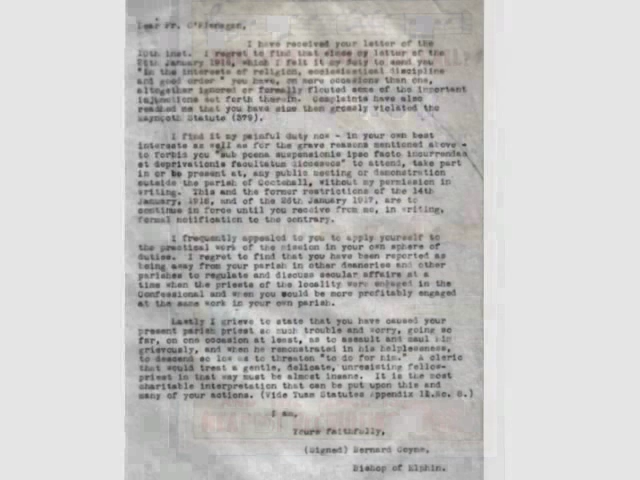 Dear Fr. O'Flanagan,
I have received your letter of the
10th inst. I regret to find that since my letter of the
January 1916, which I felt it my duty to send you
"in the interests of religion, ecclesiastical discipline
and good order" you have, on more occasions than one,
altogether ignored or formally flouted some of the important
injunctions set forth therein. Complaints have also
reached me that you have also then grossly violated the
Maynooth Statute (379).
I find it my painful duty now - in your own best
interests as well as for the grave reasons mentioned above -
to forbid you "sub poena suspensionis ipso facto incurrendae
et deprivationis facultatum diocesos" to attend, take part
in or be present at, any public meeting or demonstration
outside the parish of Cootehall, without my permission in
writing. This and the former restrictions of the 14th
January, 1916, and of the 26th January 1917, are to
continue in force until you receive from me, in writing,
formal notification to the contrary.
I frequently appealed to you to apply yourself to
the practical work of the mission in your own sphere of
duties. I regret to find that you have been reported as
being away from your parish in other deaneries and other
parishes to regulate and discuss secular affairs at a
time when the priests of the locality were engaged in the
Confessional and when you would be more profitably engaged
at the same work in your own parish.
Lastly I grieve to state that you have caused your
present parish priest so much trouble and worry, going so
far, on one occasion at least, as to assault and maul him
grievously, and when he remonstrated in his helplessness,
to descend so low as to threaten "to do for him." A cleric
that would treat a gentle, delicate, unresisting fellow-
priest in that way must be almost insane. It is the most
charitable interpretation that can be put upon this and
many of your actions. (Vide Tuam Statutes Appendix 12.No. 8.)
I am,
Yours faithfully,
(Signed) Bernard Coyne,
Bishop of Elphin.